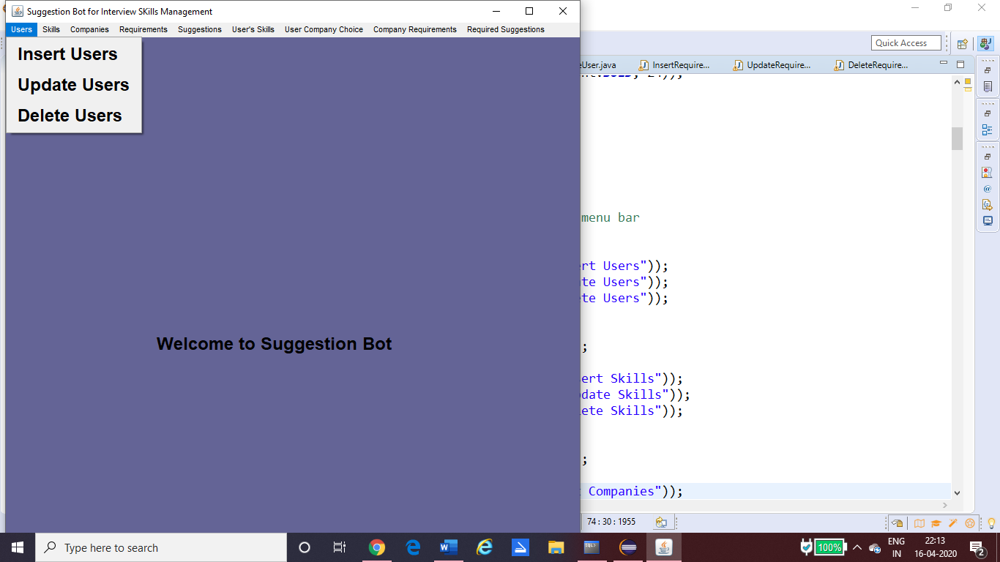 Suggestion Bot for Interview SKills Management
Users Skills Companies Requirements Suggestions User's Skills User Company Choice Company Requirements Required Suggestions
Insert Users
Update Users
Delete Users
Welcome to Suggestion Bot
Quick Access
eUser.java InsertRequire... UpdateRequire... DeleteRequire...
menu bar
rt Users"));
te Users"));
ete Users"));
;
ert Skills"));
date Skills"));
ete Skills"));
;
Companies"));
74 : 30 : 1955
Type here to search
SQL>
100%
ENG
IN
22:13
16-04-2020
2